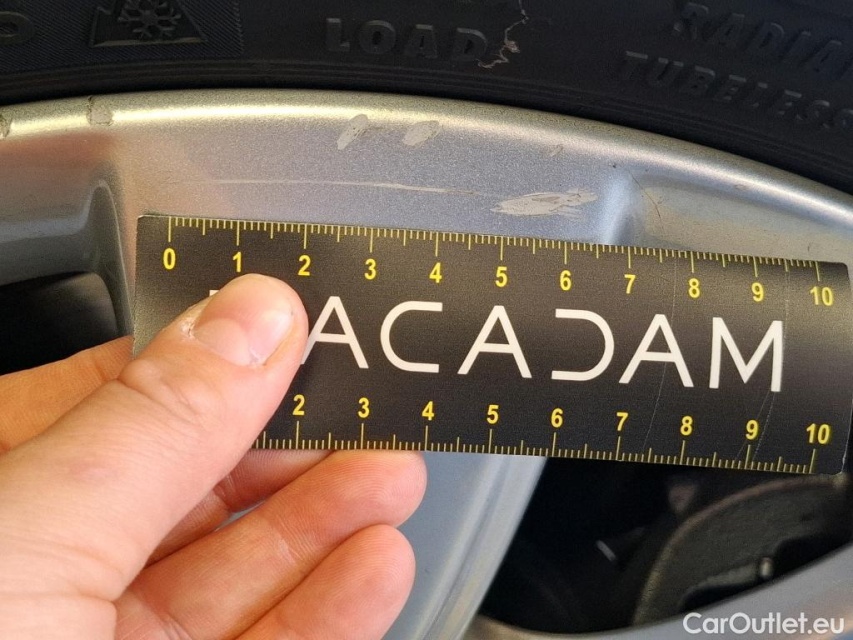 LOAD
RADIAL
TUBELESS
0 1 2 3 4 5 6 7 8 9 10
ACADAM
2 3 4 5 6 7 8 9 10
CarOutlet.eu